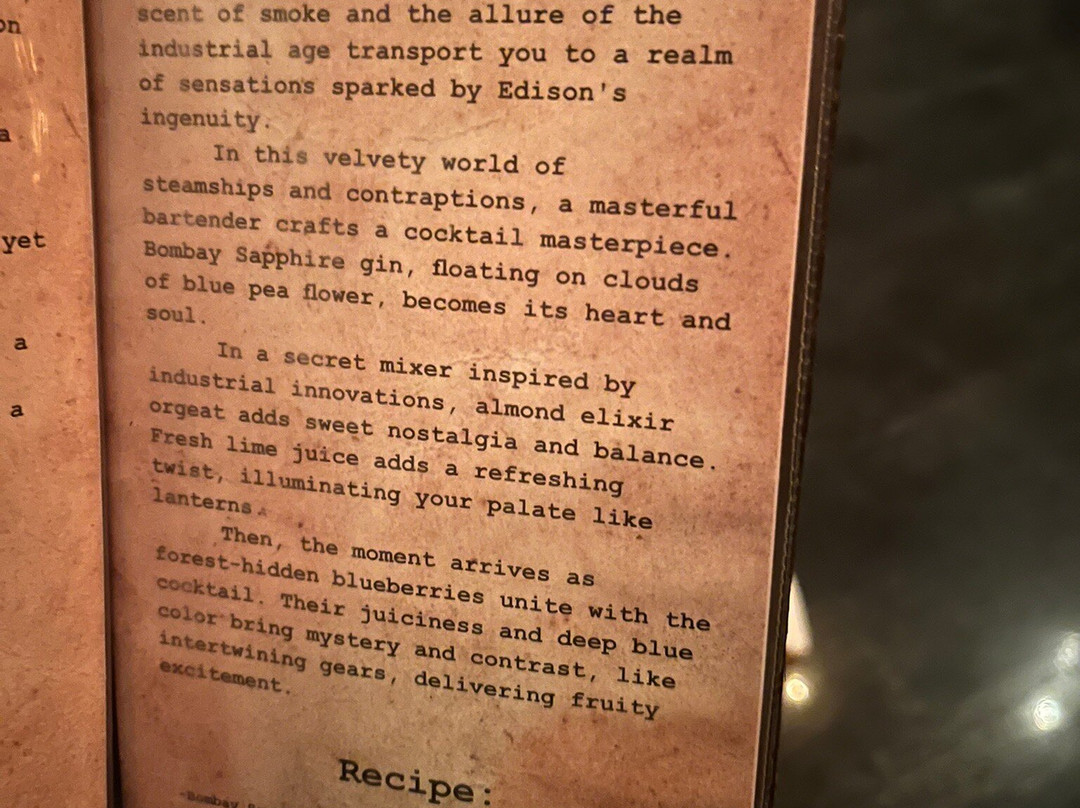 on
a
yet
a
a
scent of smoke and the allure of the
industrial age transport you to a realm
of sensations sparked by Edison's
ingenuity.
In this velvety world of
steamships and contraptions, a masterful
bartender crafts a cocktail masterpiece.
Bombay Sapphire gin, floating on clouds
of blue pea flower, becomes its heart and
soul.
In a secret mixer inspired by
industrial innovations, almond elixir
orgeat adds sweet nostalgia and balance.
Fresh lime juice adds a refreshing
twist, illuminating your palate like
lanterns.
Then, the moment arrives as
forest-hidden blueberries unite with the
cocktail. Their juiciness and deep blue
color bring mystery and contrast, like
intertwining gears, delivering fruity
excitement.
Recipe:
-Bombay